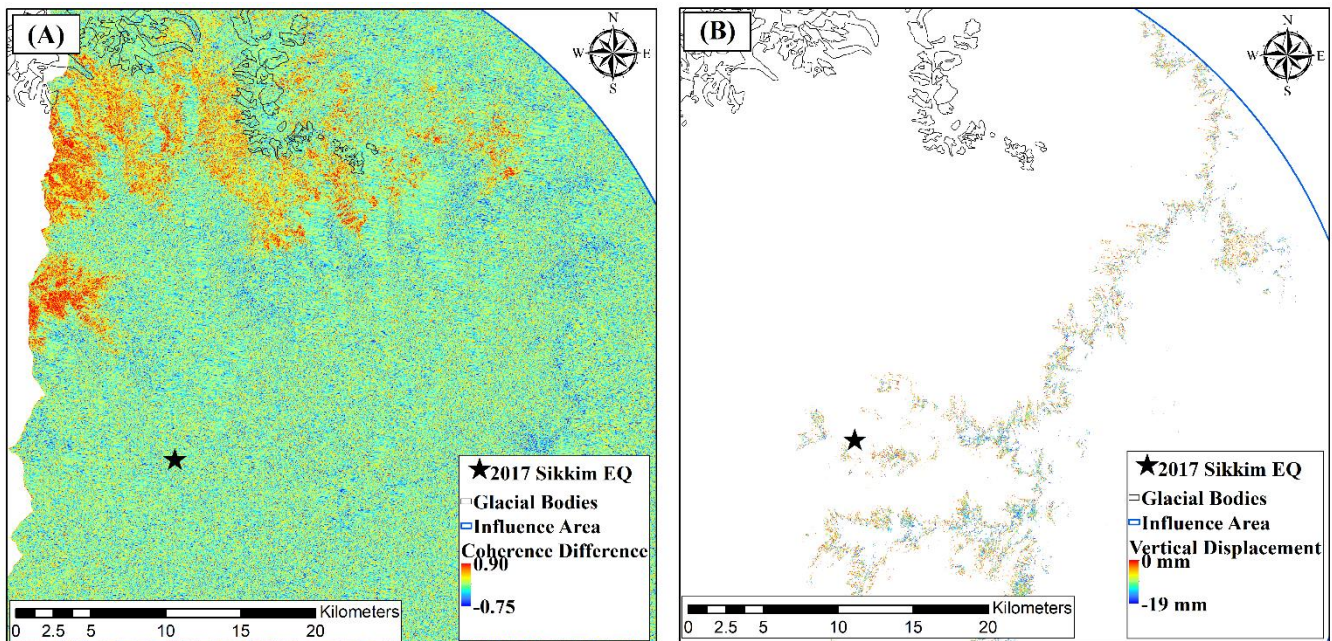 (A)
N
W E
S
2017 Sikkim EQ
Glacial Bodies
Influence Area
Coherence Difference
0.90
-0.75
Kilometers
0 2.5 5 10 15 20
(B)
N
W E
S
2017 Sikkim EQ
Glacial Bodies
Influence Area
Vertical Displacement
0 mm
-19 mm
Kilometers
0 2.5 5 10 15 20